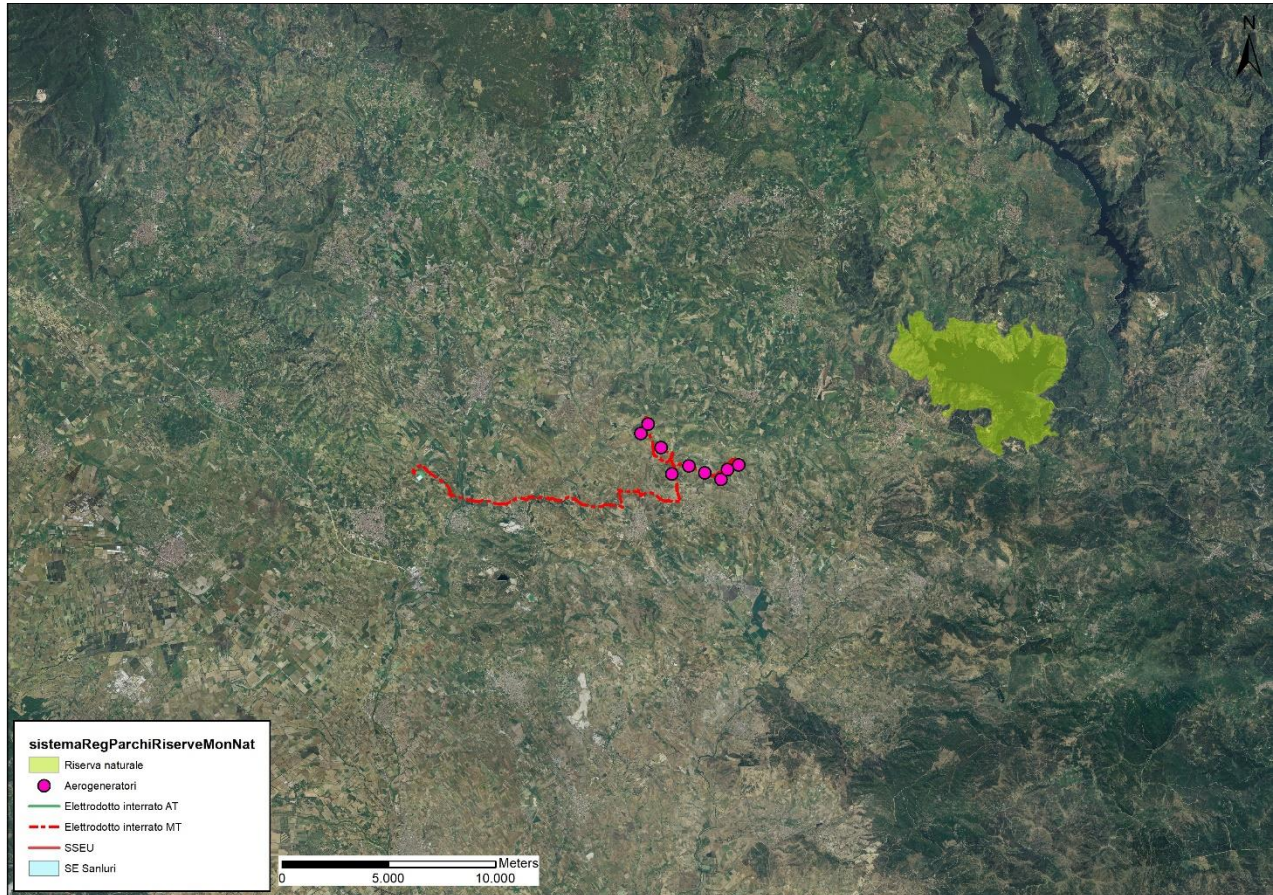 N
sistemaRegParchiRiserveMonNat
Riserva naturale
Aerogeneratori
Elettrodotto interrato AT
Elettrodotto interrato MT
SSEU
SE Sanluri
Meters
0 5.000 10.000